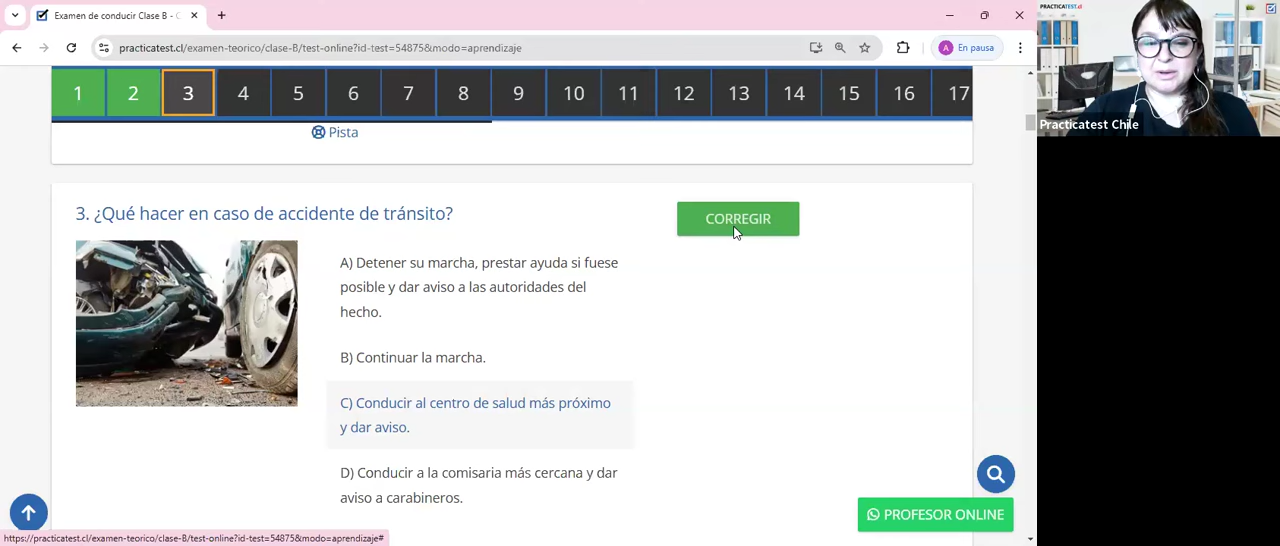 Examen de conducir Clase B - C
practicatest.cl/examen-teorico/clase-B/test-online?id-test=54875&modo=aprendizaje
A En pausa
1 2 3 4 5 6 7 8 9 10 11 12 13 14 15 16 17
Pista
3. ¿Qué hacer en caso de accidente de tránsito?
CORREGIR
A) Detener su marcha, prestar ayuda si fuese
posible y dar aviso a las autoridades del
hecho.
B) Continuar la marcha.
C) Conducir al centro de salud más próximo
y dar aviso.
D) Conducir a la comisaria más cercana y dar
aviso a carabineros.
PROFESOR ONLINE
https://practicatest.cl/examen-teorico/clase-B/test-online?id-test=54875&modo=aprendizaje#
PRACTICATEST.cl
Practicatest Chile